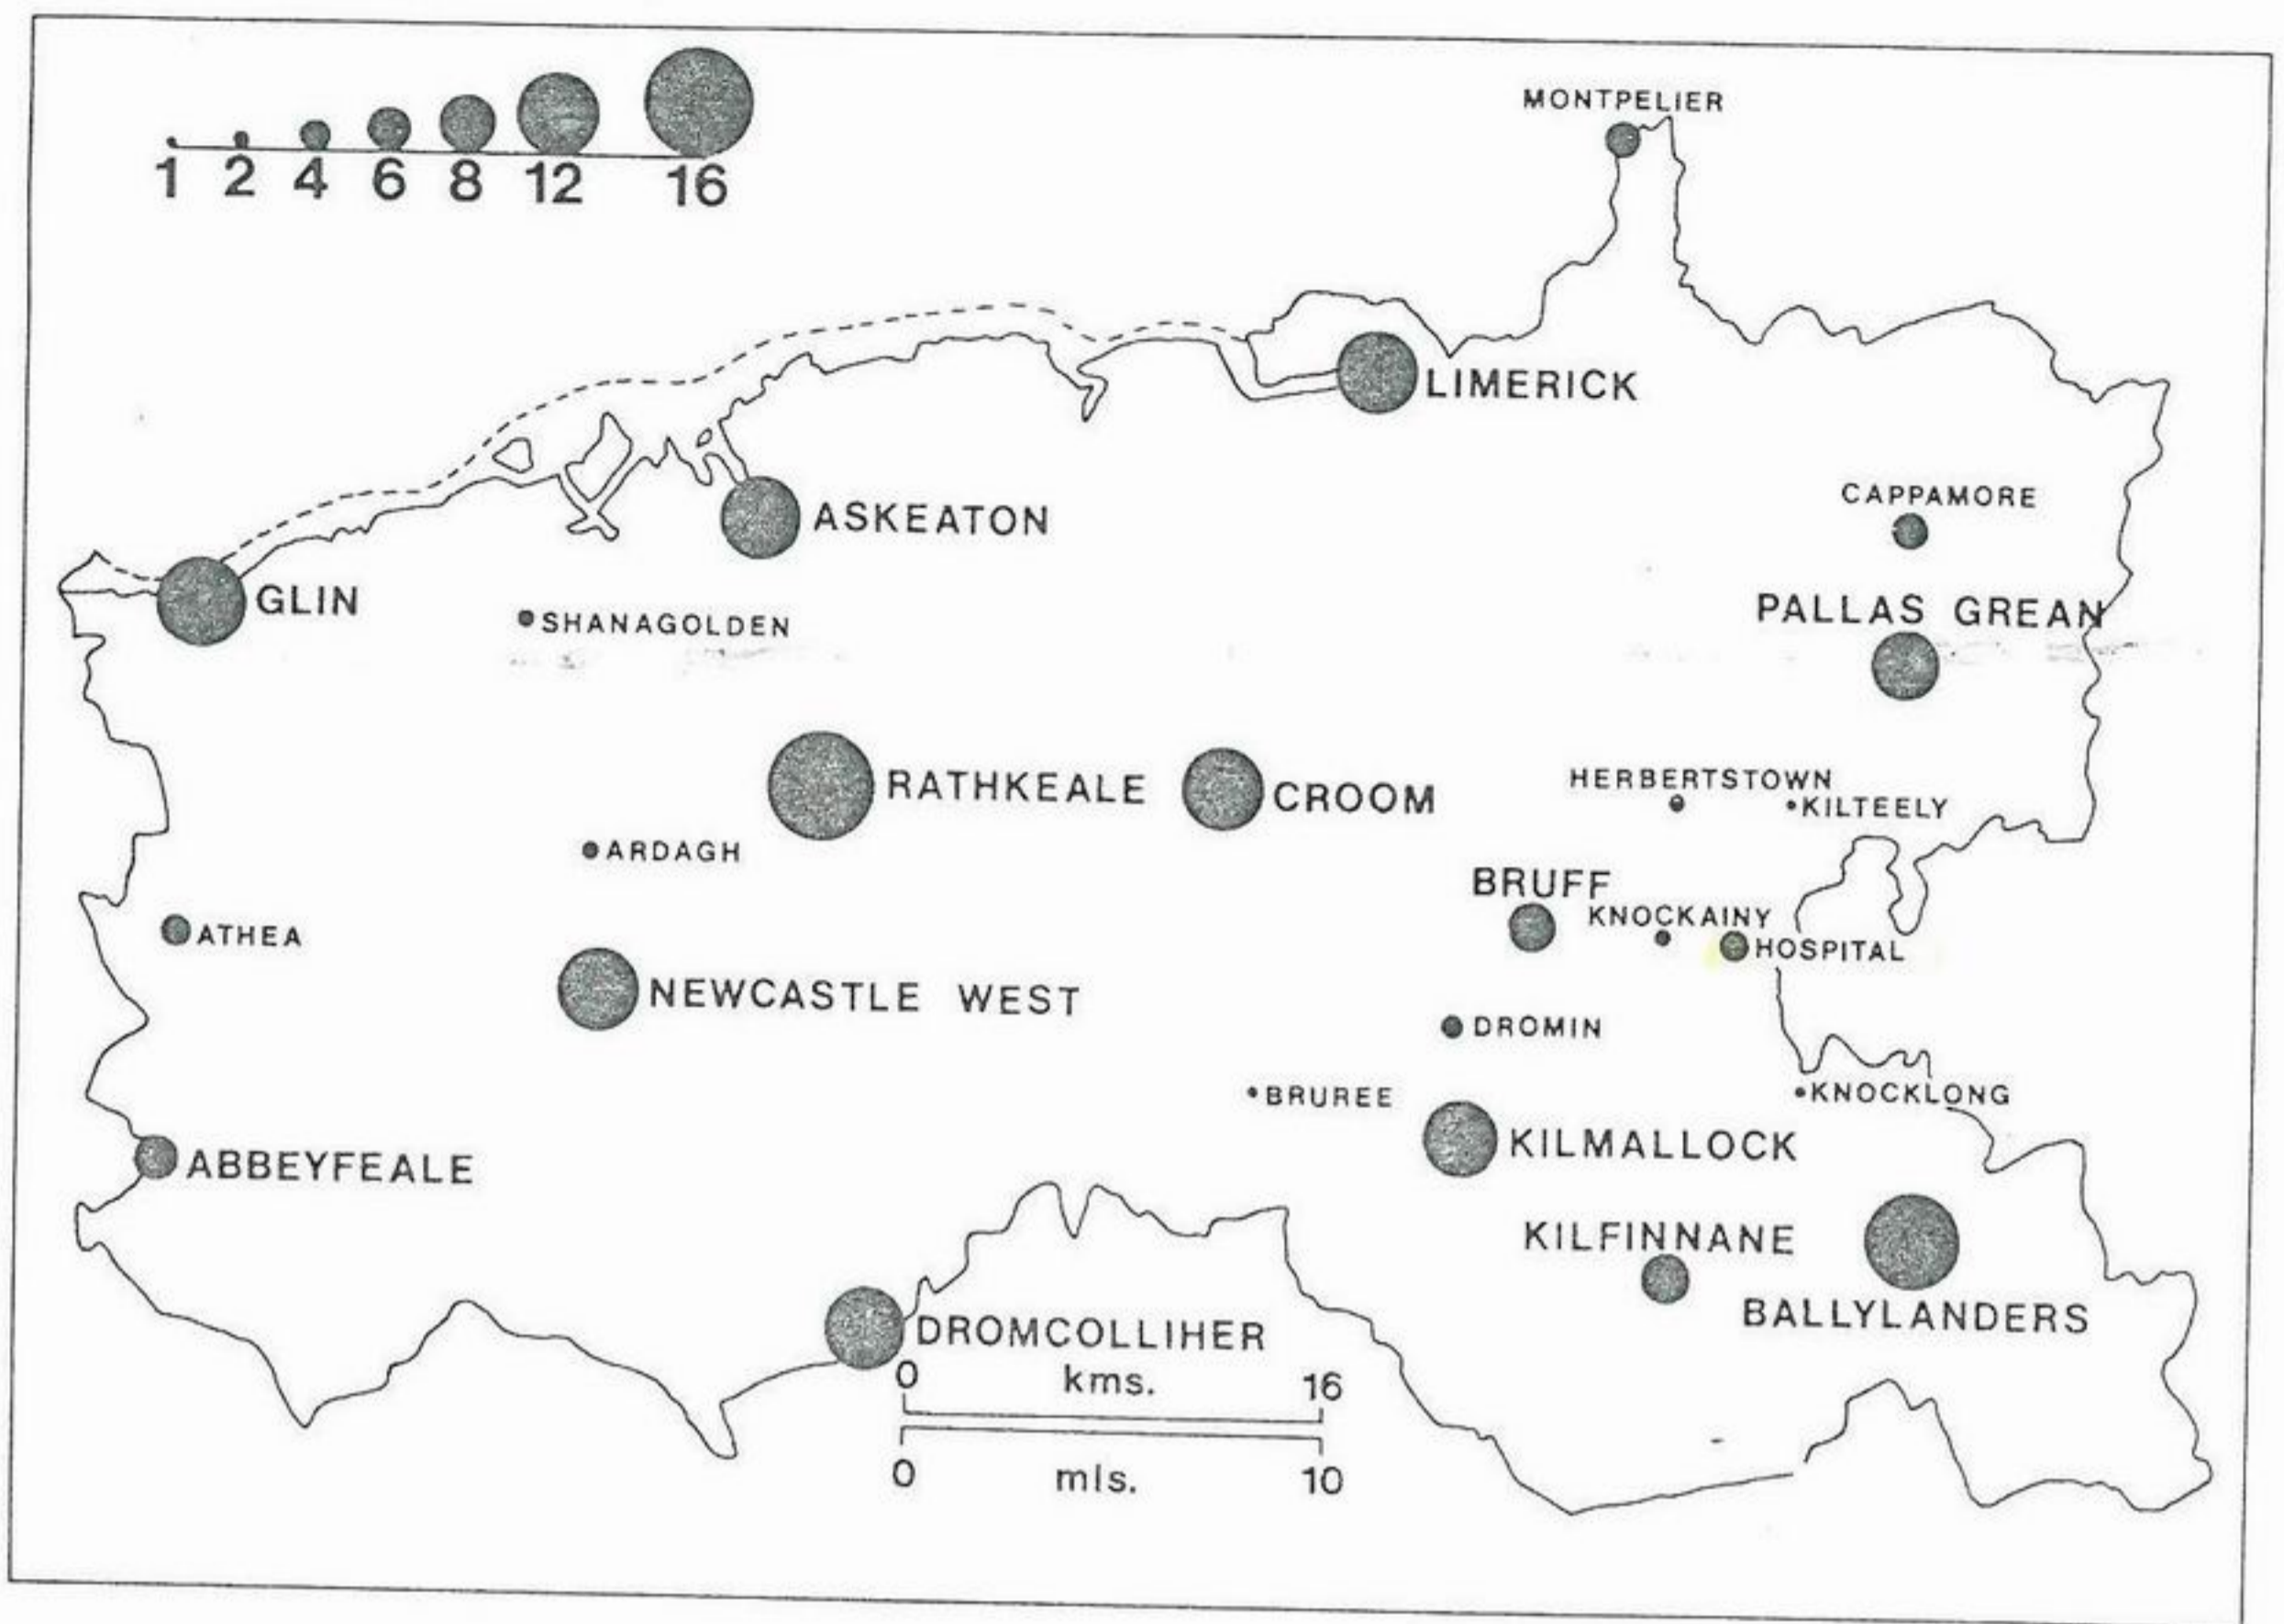 1 2 4 6 8 12 16
MONTPELIER
LIMERICK
CAPPAMORE
ASKEATON
GLIN
PALLAS GREAN
SHANAGOLDEN
RATHKEALE
CROOM
HERBERTSTOWN
KILTEELY
ARDAGH
BRUFF
KNOCKAINY
ATHEA
HOSPITAL
NEWCASTLE WEST
DROMIN
BRUREE
KNOCKLONG
KILMALLOCK
ABBEYFEALE
KILFINNANE
BALLYLANDERS
DROMCOLLIHER
0 kms. 16
0 mls. 10